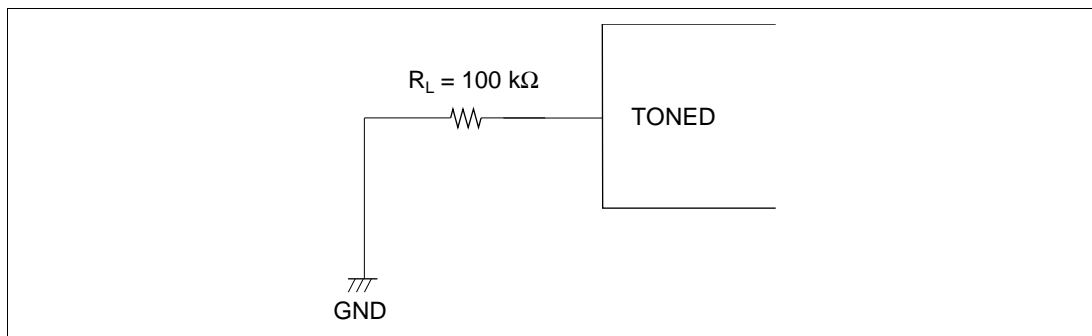 R_L = 100 kΩ
TONED
GND